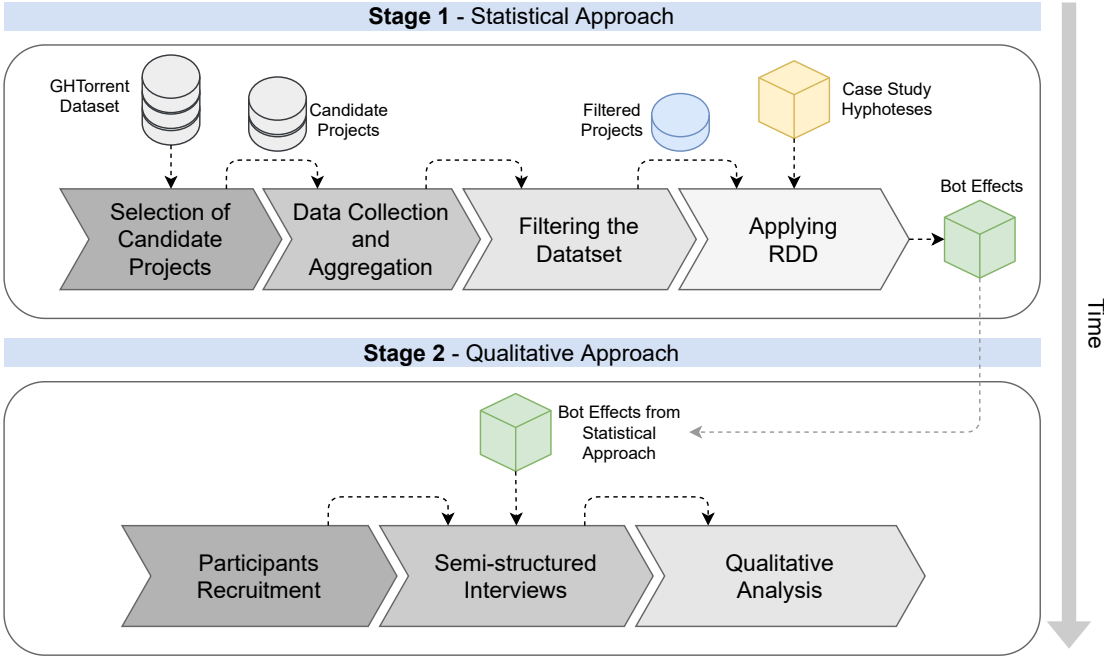 Stage 1 - Statistical Approach
GHTorrent
Dataset
Candidate
Projects
Filtered
Projects
Case Study
Hyphoteses
Selection of
Candidate
Projects
Data Collection
and
Aggregation
Filtering the
Datatset
Applying
RDD
Bot Effects
Time
Stage 2 - Qualitative Approach
Bot Effects from
Statistical
Approach
Participants
Recruitment
Semi-structured
Interviews
Qualitative
Analysis